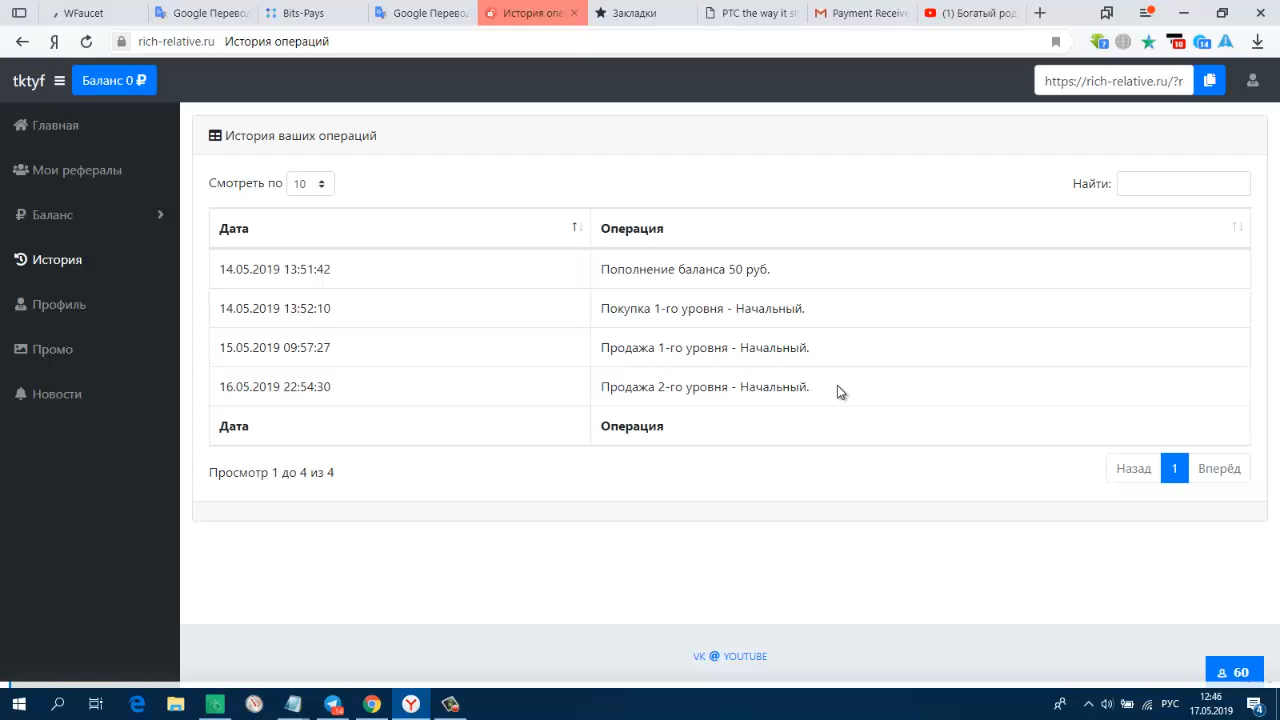 WFaucet
Google Перевод
Bits-Pays
Google Перевод
История опе
Закладки
PTC the way it s
Payment Receive
(1) Богатый род
Я
rich-relative.ru История операций
7
10
14
tktyf
Баланс 0 ₽
https://rich-relative.ru/?r
Главная
Мои рефералы
Баланс
История
Профиль
Промо
Новости
История ваших операций
Смотреть по 10
Найти:
Дата Операция
14.05.2019 13:51:42 Пополнение баланса 50 руб.
14.05.2019 13:52:10 Покупка 1-го уровня - Начальный.
15.05.2019 09:57:27 Продажа 1-го уровня - Начальный.
16.05.2019 22:54:30 Продажа 2-го уровня - Начальный.
Дата Операция
Просмотр 1 до 4 из 4
Назад 1 Вперёд
VK @ YOUTUBE
60
РУС
12:46
17.05.2019
4